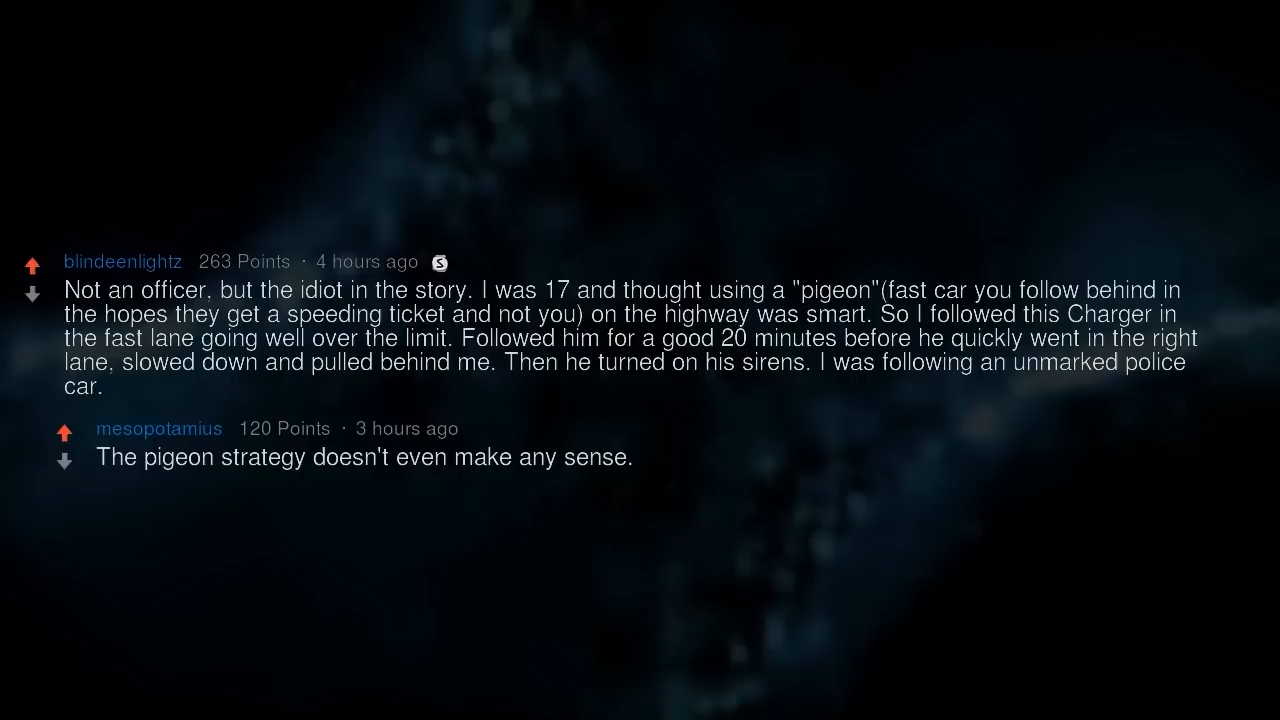 blindeenlightz 263 Points · 4 hours ago S
Not an officer, but the idiot in the story. I was 17 and thought using a "pigeon"(fast car you follow behind in
the hopes they get a speeding ticket and not you) on the highway was smart. So I followed this Charger in
the fast lane going well over the limit. Followed him for a good 20 minutes before he quickly went in the right
lane, slowed down and pulled behind me. Then he turned on his sirens. I was following an unmarked police
car.
mesopotamius 120 Points · 3 hours ago
The pigeon strategy doesn't even make any sense.